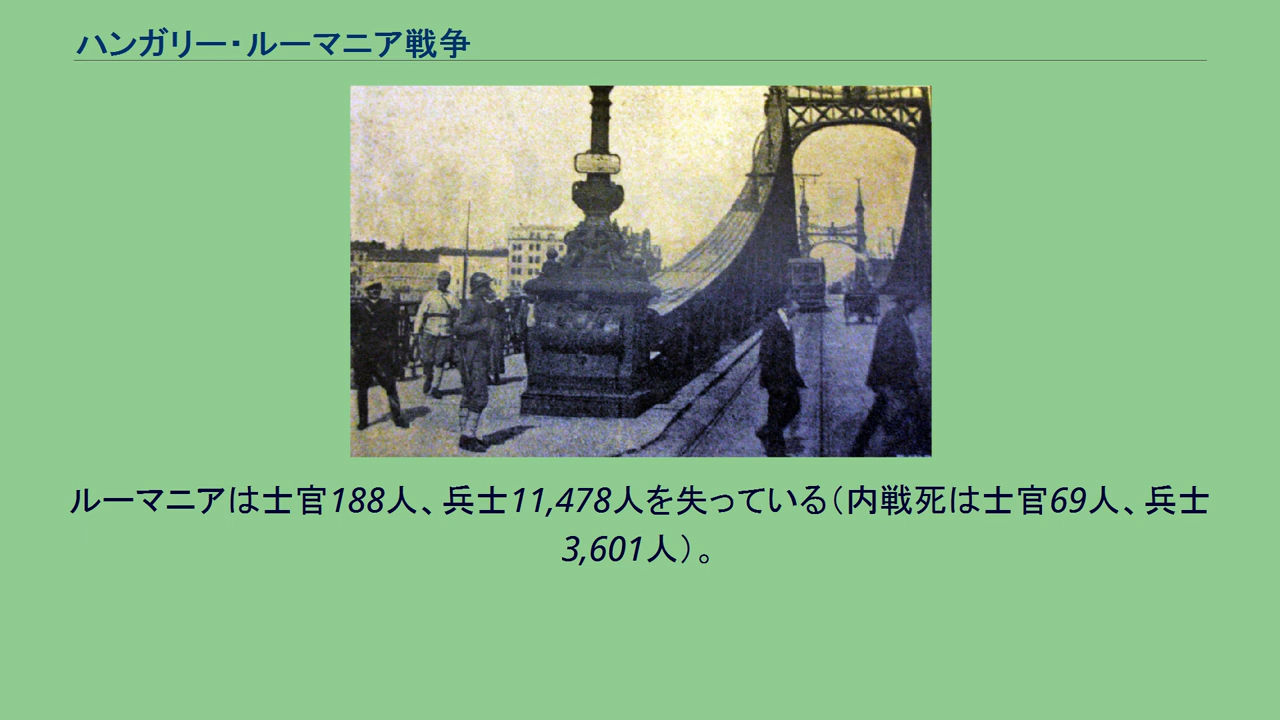 ハンガリー・ルーマニア戦争
ルーマニアは士官188人、兵士11,478人を失っている（内戦死は士官69人、兵士
3,601人）。